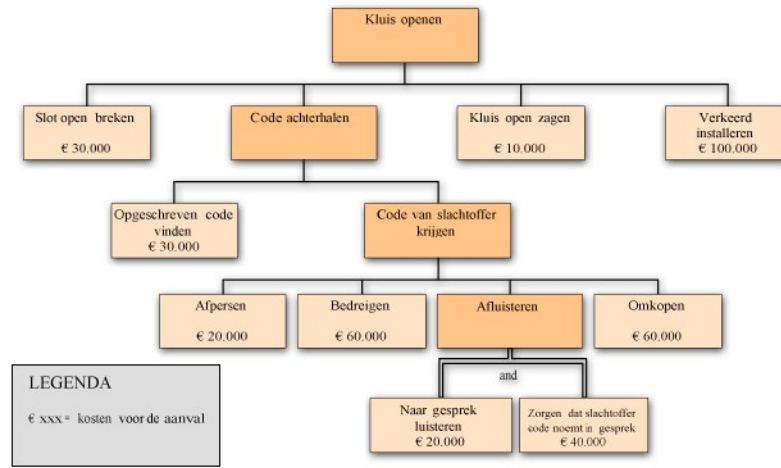 Kluis openen
Slot open breken
€ 30.000
Code achterhalen
Kluis open zagen
€ 10.000
Verkeerd
installeren
€ 100.000
Opgeschreven code
vinden
€ 30.000
Code van slachtoffer
krijgen
Afpersen
€ 20.000
Bedreigen
€ 60.000
Afluisteren
Omkopen
€ 60.000
and
Naar gesprek
luisteren
€ 20.000
Zorgen dat slachtoffer
code noemt in gesprek
€ 40.000
LEGENDA
€ xxx = kosten voor de aanval